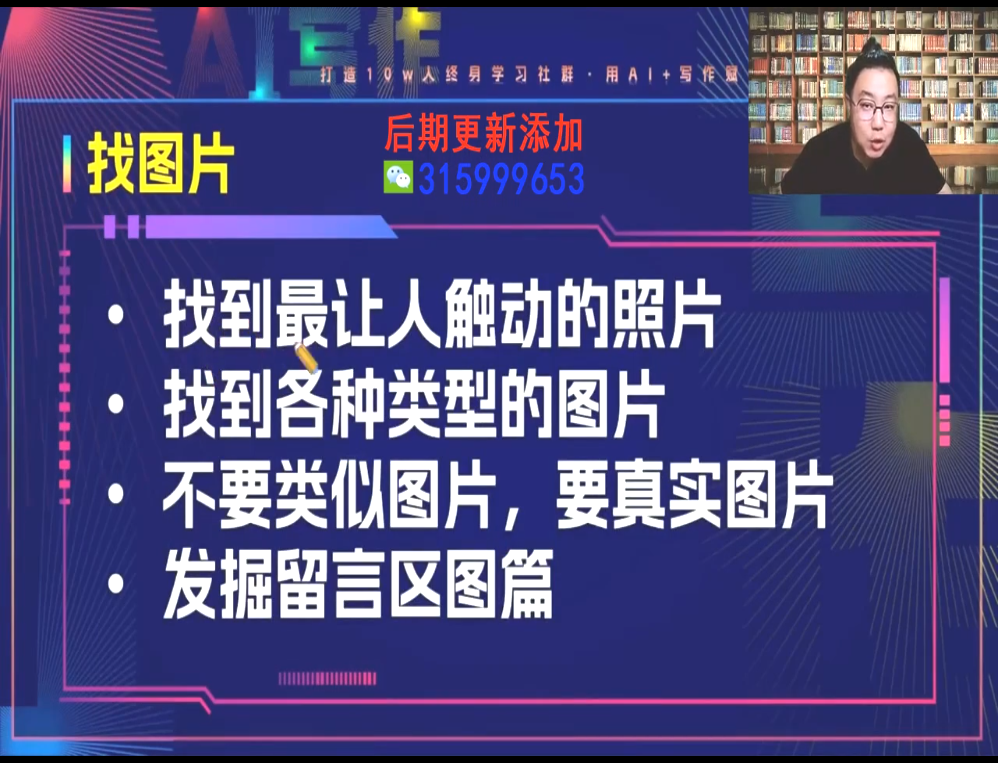 AI写作
打造10w人终身学习社群·用AI+写作赋
找图片
后期更新添加
315999653
• 找到最让人触动的照片
• 找到各种类型的图片
• 不要类似图片，要真实图片
• 发掘留言区图篇